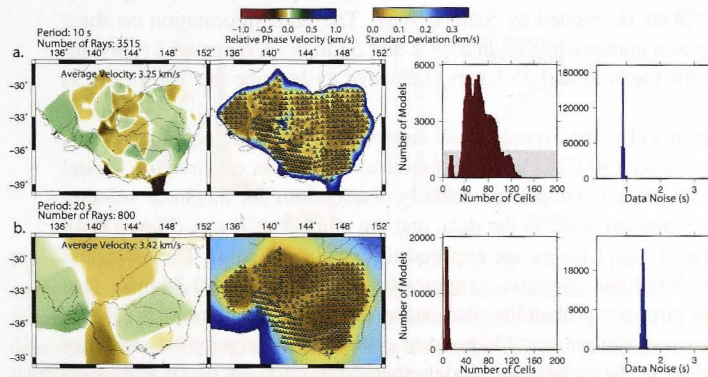 −1.0 −0.5 0.0 0.5 1.0
Relative Phase Velocity (km/s)
0.0 0.1 0.2 0.3
Standard Deviation (km/s)
Period: 10 s
Number of Rays: 3515
136˚ 140˚ 144˚ 148˚ 152˚
136˚ 140˚ 144˚ 148˚ 152˚
a.
Average Velocity: 3.25 km/s
−30˚
−33˚
−36˚
−39˚
Number of Models
6000
3000
0
0 40 80 120 160 200
Number of Cells
180000
120000
60000
0
1 2 3
Data Noise (s)
Period: 20 s
Number of Rays: 800
136˚ 140˚ 144˚ 148˚ 152˚
136˚ 140˚ 144˚ 148˚ 152˚
b.
Average Velocity: 3.42 km/s
−30˚
−33˚
−36˚
−39˚
Number of Models
20000
10000
0
0 40 80 120 160 200
Number of Cells
18000
9000
0
1 2 3
Data Noise (s)